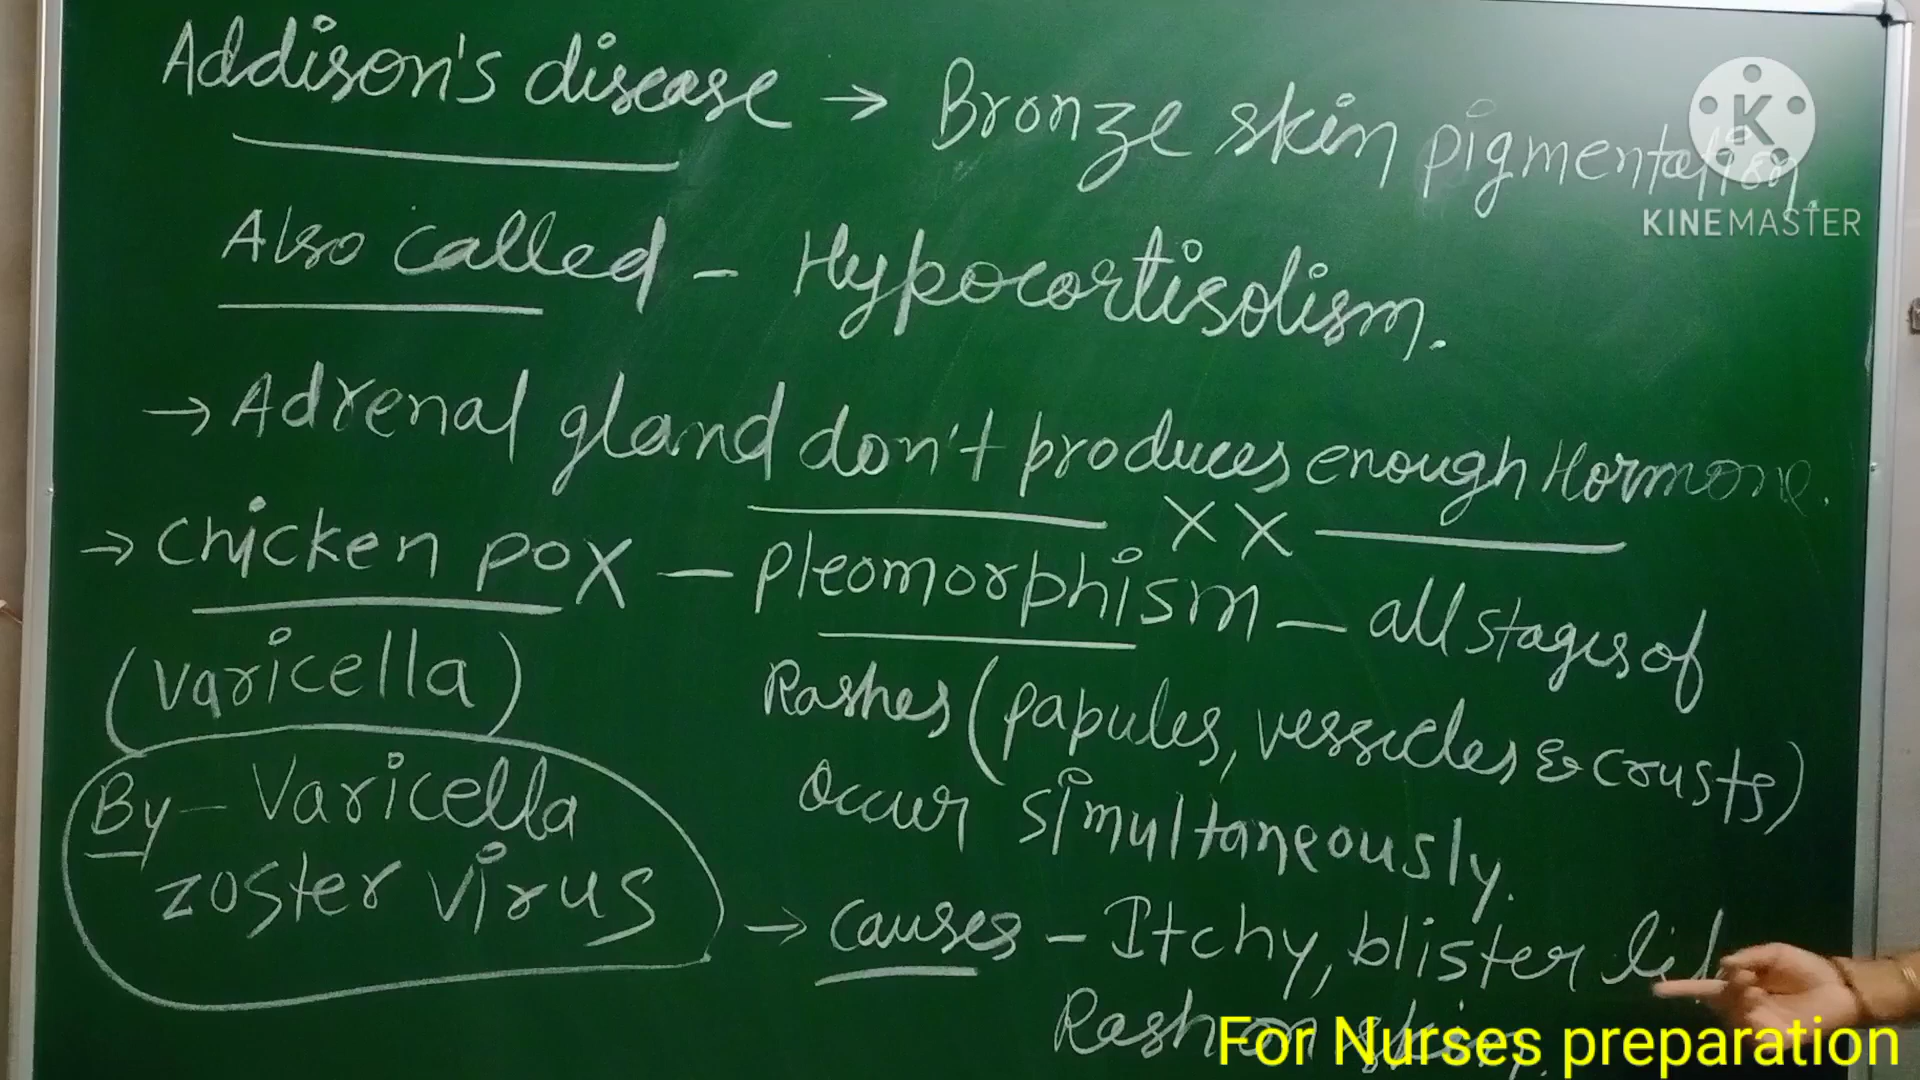 Addison's disease → Bronze skin pigmentation.
KINEMASTER
Also called - Hypocortisolism.
→ Adrenal gland don't produces enough Hormone.
X X
→ Chicken pox - pleomorphism - all stages of
Rashes (papules, vessicles & crusts)
occur simultaneously.
(varicella)
By - Varicella
zoster virus
→ causes - Itchy, blister
Rash on skin.
For Nurses preparation